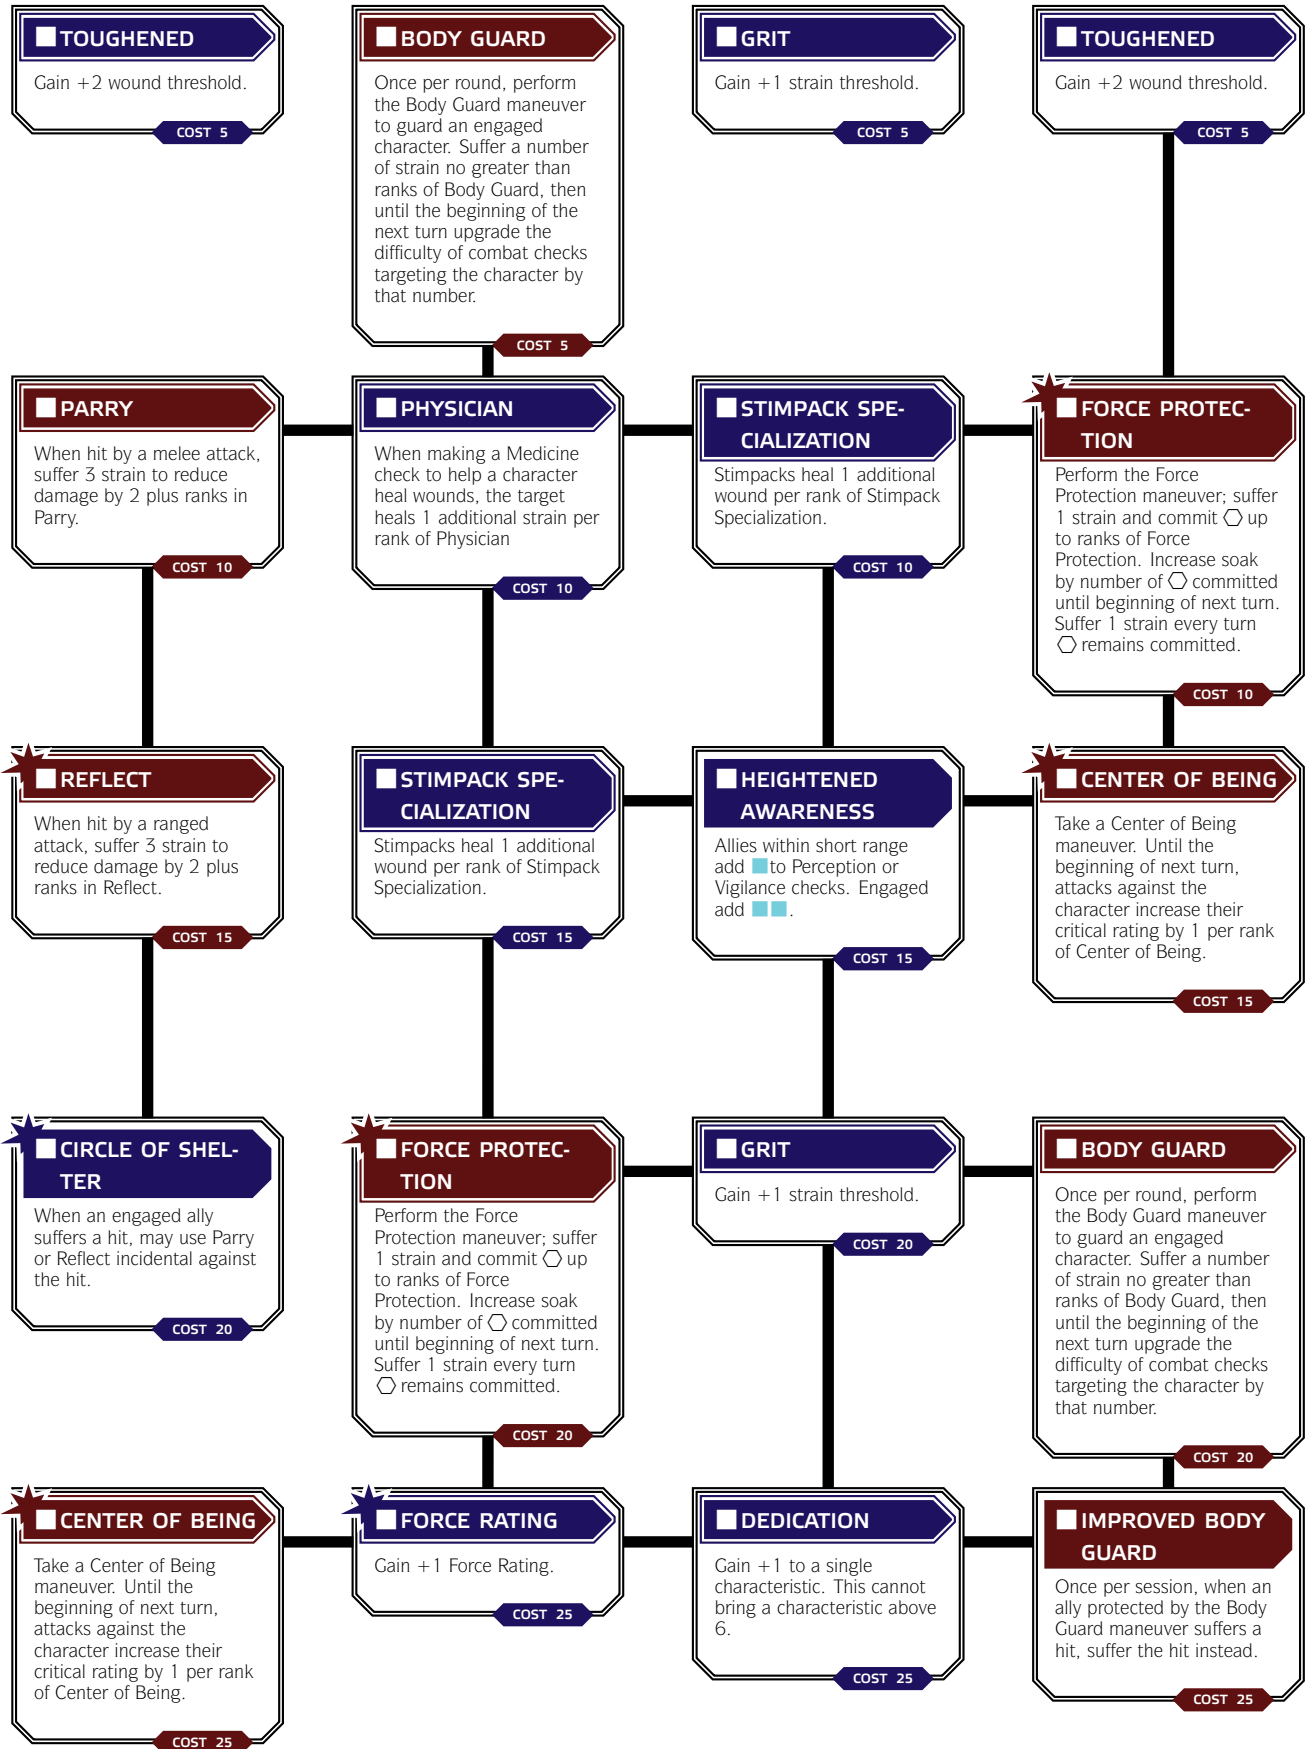 TOUGHENED
Gain +2 wound threshold.
COST 5
BODY GUARD
Once per round, perform
the Body Guard maneuver
to guard an engaged
character. Suffer a number
of strain no greater than
ranks of Body Guard, then
until the beginning of the
next turn upgrade the
difficulty of combat checks
targeting the character by
that number.
COST 5
GRIT
Gain +1 strain threshold.
COST 5
TOUGHENED
Gain +2 wound threshold.
COST 5
PARRY
When hit by a melee attack,
suffer 3 strain to reduce
damage by 2 plus ranks in
Parry.
COST 10
PHYSICIAN
When making a Medicine
check to help a character
heal wounds, the target
heals 1 additional strain per
rank of Physician
COST 10
STIMPACK SPE-
CIALIZATION
Stimpacks heal 1 additional
wound per rank of Stimpack
Specialization.
COST 10
FORCE PROTEC-
TION
Perform the Force
Protection maneuver; suffer
1 strain and commit up
to ranks of Force
Protection. Increase soak
by number of committed
until beginning of next turn.
Suffer 1 strain every turn
remains committed.
COST 10
REFLECT
When hit by a ranged
attack, suffer 3 strain to
reduce damage by 2 plus
ranks in Reflect.
COST 15
STIMPACK SPE-
CIALIZATION
Stimpacks heal 1 additional
wound per rank of Stimpack
Specialization.
COST 15
HEIGHTENED
AWARENESS
Allies within short range
add to Perception or
Vigilance checks. Engaged
add .
COST 15
CENTER OF BEING
Take a Center of Being
maneuver. Until the
beginning of next turn,
attacks against the
character increase their
critical rating by 1 per rank
of Center of Being.
COST 15
CIRCLE OF SHEL-
TER
When an engaged ally
suffers a hit, may use Parry
or Reflect incidental against
the hit.
COST 20
FORCE PROTEC-
TION
Perform the Force
Protection maneuver; suffer
1 strain and commit up
to ranks of Force
Protection. Increase soak
by number of committed
until beginning of next turn.
Suffer 1 strain every turn
remains committed.
COST 20
GRIT
Gain +1 strain threshold.
COST 20
BODY GUARD
Once per round, perform
the Body Guard maneuver
to guard an engaged
character. Suffer a number
of strain no greater than
ranks of Body Guard, then
until the beginning of the
next turn upgrade the
difficulty of combat checks
targeting the character by
that number.
COST 20
CENTER OF BEING
Take a Center of Being
maneuver. Until the
beginning of next turn,
attacks against the
character increase their
critical rating by 1 per rank
of Center of Being.
COST 25
FORCE RATING
Gain +1 Force Rating.
COST 25
DEDICATION
Gain +1 to a single
characteristic. This cannot
bring a characteristic above
6.
COST 25
IMPROVED BODY
GUARD
Once per session, when an
ally protected by the Body
Guard maneuver suffers a
hit, suffer the hit instead.
COST 25